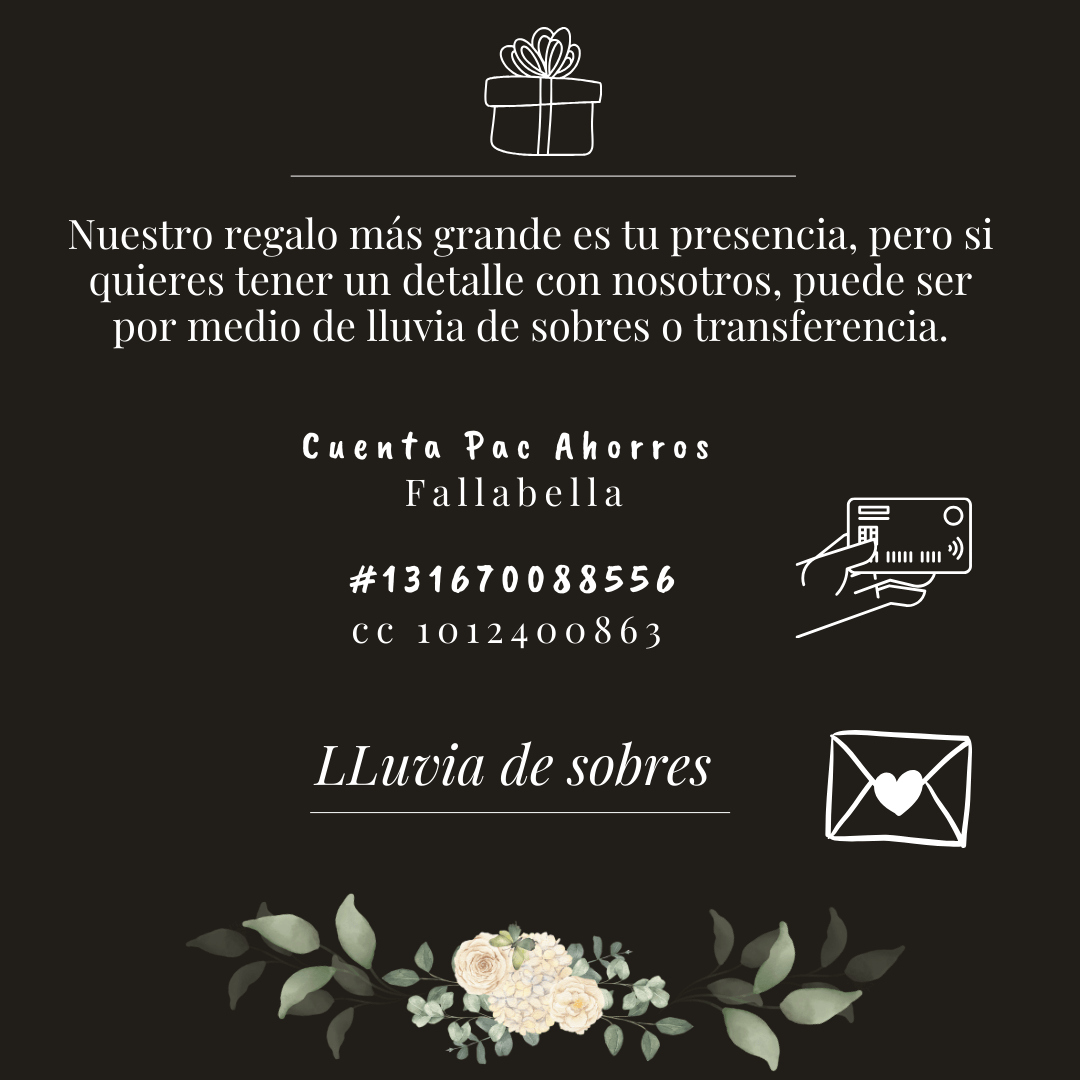 Nuestro regalo más grande es tu presencia, pero si
quieres tener un detalle con nosotros, puede ser
por medio de lluvia de sobres o transferencia.
Cuenta Pac Ahorros
Fallabella
#131670088556
cc 1012400863
LLuvia de sobres